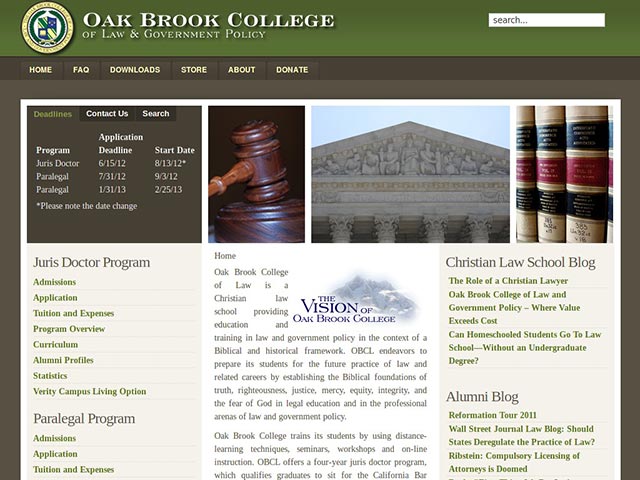 OAK BROOK COLLEGE
OF LAW & GOVERNMENT POLICY
search...
HOME FAQ DOWNLOADS STORE ABOUT DONATE
Deadlines Contact Us Search
Application
Program Deadline Start Date
Juris Doctor 6/15/12 8/13/12*
Paralegal 7/31/12 9/3/12
Paralegal 1/31/13 2/25/13
*Please note the date change
Juris Doctor Program
Admissions
Application
Tuition and Expenses
Program Overview
Curriculum
Alumni Profiles
Statistics
Verity Campus Living Option
Paralegal Program
Admissions
Application
Tuition and Expenses
Home
Oak Brook College
of Law is a
Christian law
school providing
education and
THE
VISION OF
OAK BROOK COLLEGE
training in law and government policy in the context of a
Biblical and historical framework. OBCL endeavors to
prepare its students for the future practice of law and
related careers by establishing the Biblical foundations of
truth, righteousness, justice, mercy, equity, integrity, and
the fear of God in legal education and in the professional
arenas of law and government policy.
Oak Brook College trains its students by using distance-
learning techniques, seminars, workshops and on-line
instruction. OBCL offers a four-year juris doctor program,
which qualifies graduates to sit for the California Bar
Christian Law School Blog
The Role of a Christian Lawyer
Oak Brook College of Law and
Government Policy – Where Value
Exceeds Cost
Can Homeschooled Students Go To Law
School—Without an Undergraduate
Degree?
Alumni Blog
Reformation Tour 2011
Wall Street Journal Law Blog: Should
States Deregulate the Practice of Law?
Ribstein: Compulsory Licensing of
Attorneys is Doomed